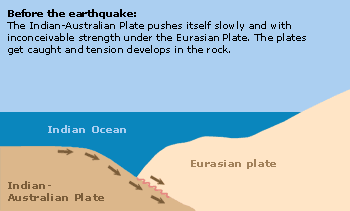 Before the earthquake:
The Indian-Australian Plate pushes itself slowly and with
inconceivable strength under the Eurasian Plate. The plates
get caught and tension develops in the rock.
Indian Ocean
Eurasian plate
Indian-
Australian Plate